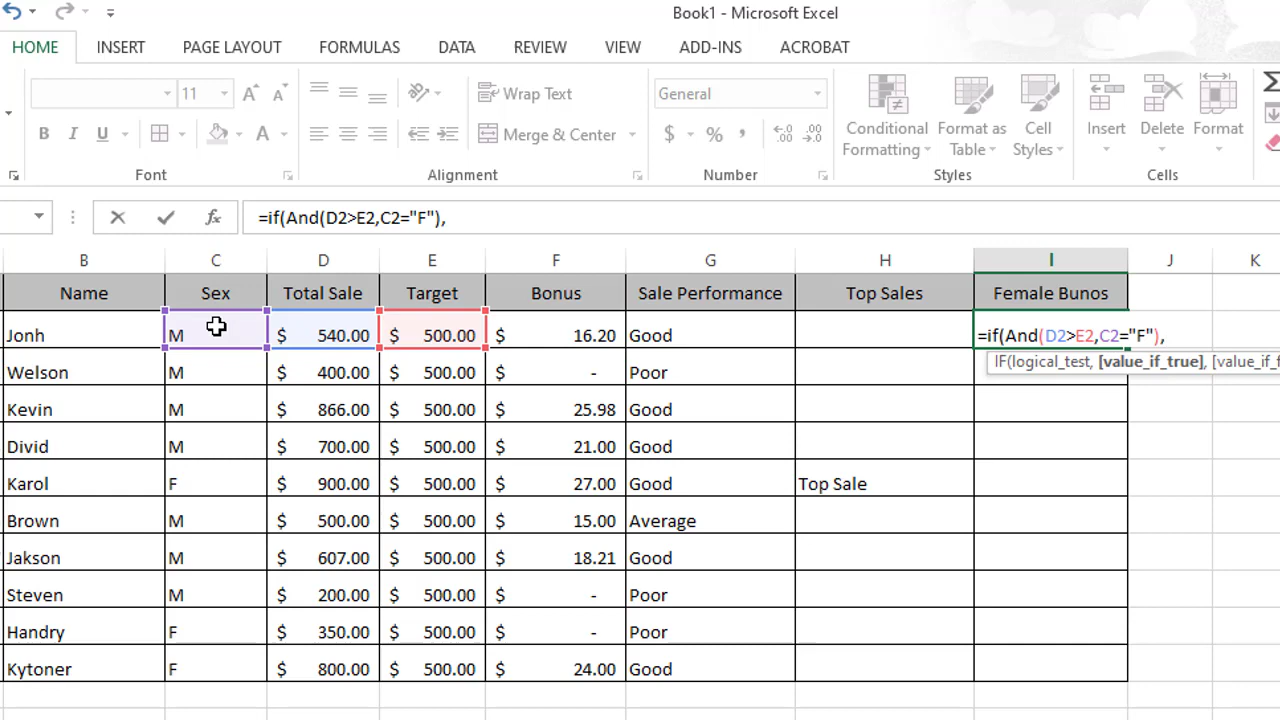 Book1 - Microsoft Excel
HOME INSERT PAGE LAYOUT FORMULAS DATA REVIEW VIEW ADD-INS ACROBAT
11 A A Wrap Text General
B I U A Merge & Center $ % , Conditional Formatting Format as Table Cell Styles Insert Delete Format
Font Alignment Number Styles Cells
fx =if(And(D2>E2,C2="F"),
B C D E F G H I J K
Name Sex Total Sale Target Bonus Sale Performance Top Sales Female Bunos
Jonh M $ 540.00 $ 500.00 $ 16.20 Good =if(And(D2>E2,C2="F"),
IF(logical_test, [value_if_true], [value_if_f
Welson M $ 400.00 $ 500.00 $ - Poor
Kevin M $ 866.00 $ 500.00 $ 25.98 Good
Divid M $ 700.00 $ 500.00 $ 21.00 Good
Karol F $ 900.00 $ 500.00 $ 27.00 Good Top Sale
Brown M $ 500.00 $ 500.00 $ 15.00 Average
Jakson M $ 607.00 $ 500.00 $ 18.21 Good
Steven M $ 200.00 $ 500.00 $ - Poor
Handry F $ 350.00 $ 500.00 $ - Poor
Kytoner F $ 800.00 $ 500.00 $ 24.00 Good